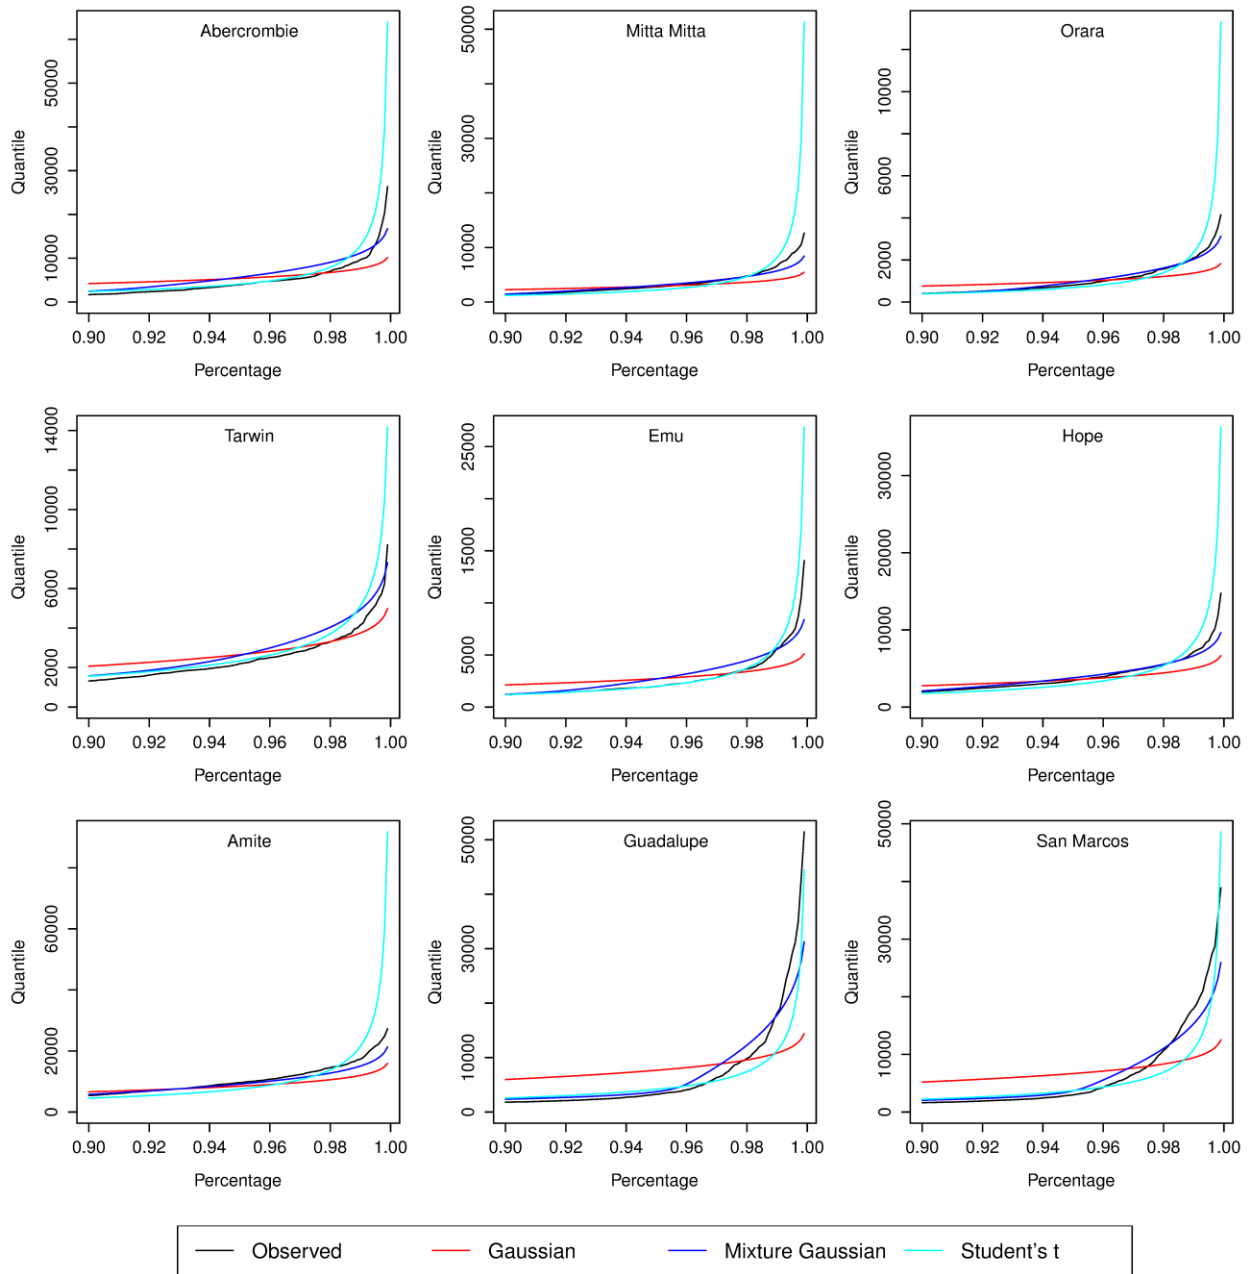 Abercrombie
Quantile
0 10000 30000 50000
0.90 0.92 0.94 0.96 0.98 1.00
Percentage
Mitta Mitta
Quantile
0 10000 30000 50000
0.90 0.92 0.94 0.96 0.98 1.00
Percentage
Orara
Quantile
0 2000 6000 10000
0.90 0.92 0.94 0.96 0.98 1.00
Percentage
Tarwin
Quantile
0 2000 6000 10000 14000
0.90 0.92 0.94 0.96 0.98 1.00
Percentage
Emu
Quantile
0 5000 15000 25000
0.90 0.92 0.94 0.96 0.98 1.00
Percentage
Hope
Quantile
0 10000 20000 30000
0.90 0.92 0.94 0.96 0.98 1.00
Percentage
Amite
Quantile
0 20000 60000
0.90 0.92 0.94 0.96 0.98 1.00
Percentage
Guadalupe
Quantile
0 10000 30000 50000
0.90 0.92 0.94 0.96 0.98 1.00
Percentage
San Marcos
Quantile
0 10000 30000 50000
0.90 0.92 0.94 0.96 0.98 1.00
Percentage
Observed Gaussian Mixture Gaussian Student's t